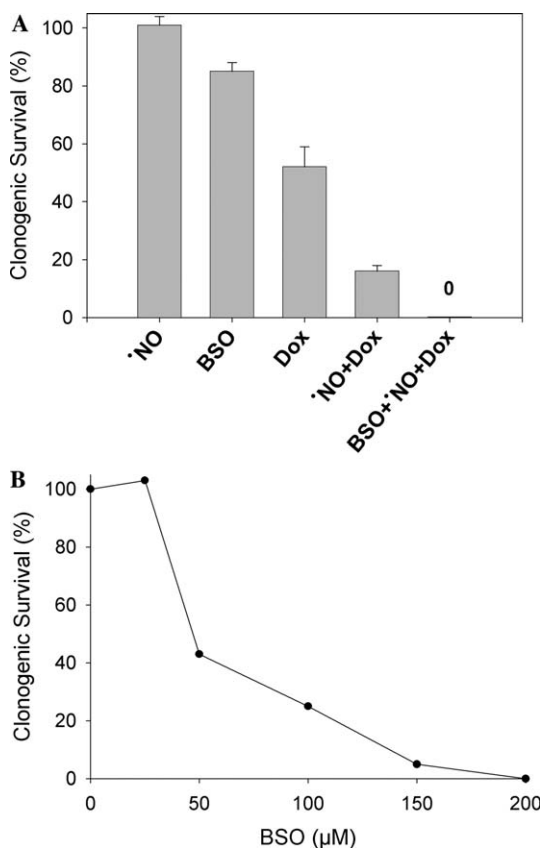 A
Clonogenic Survival (%)
100
80
60
40
20
0
0
•NO
BSO
Dox
•NO+Dox
BSO+•NO+Dox
B
Clonogenic Survival (%)
100
80
60
40
20
0
0
50
100
150
200
BSO (µM)